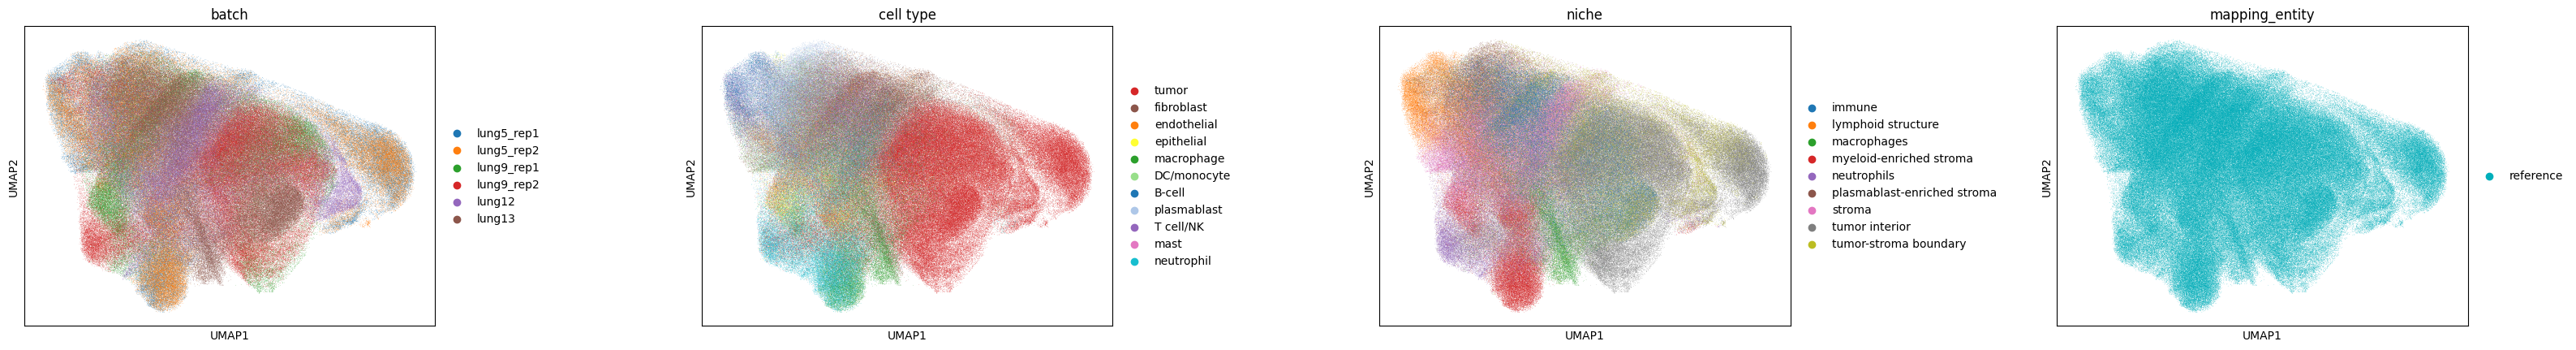 batch
UMAP2
UMAP1
lung5_rep1
lung5_rep2
lung9_rep1
lung9_rep2
lung12
lung13
cell type
UMAP2
UMAP1
tumor
fibroblast
endothelial
epithelial
macrophage
DC/monocyte
B-cell
plasmablast
T cell/NK
mast
neutrophil
niche
UMAP2
UMAP1
immune
lymphoid structure
macrophages
myeloid-enriched stroma
neutrophils
plasmablast-enriched stroma
stroma
tumor interior
tumor-stroma boundary
mapping_entity
UMAP2
UMAP1
reference